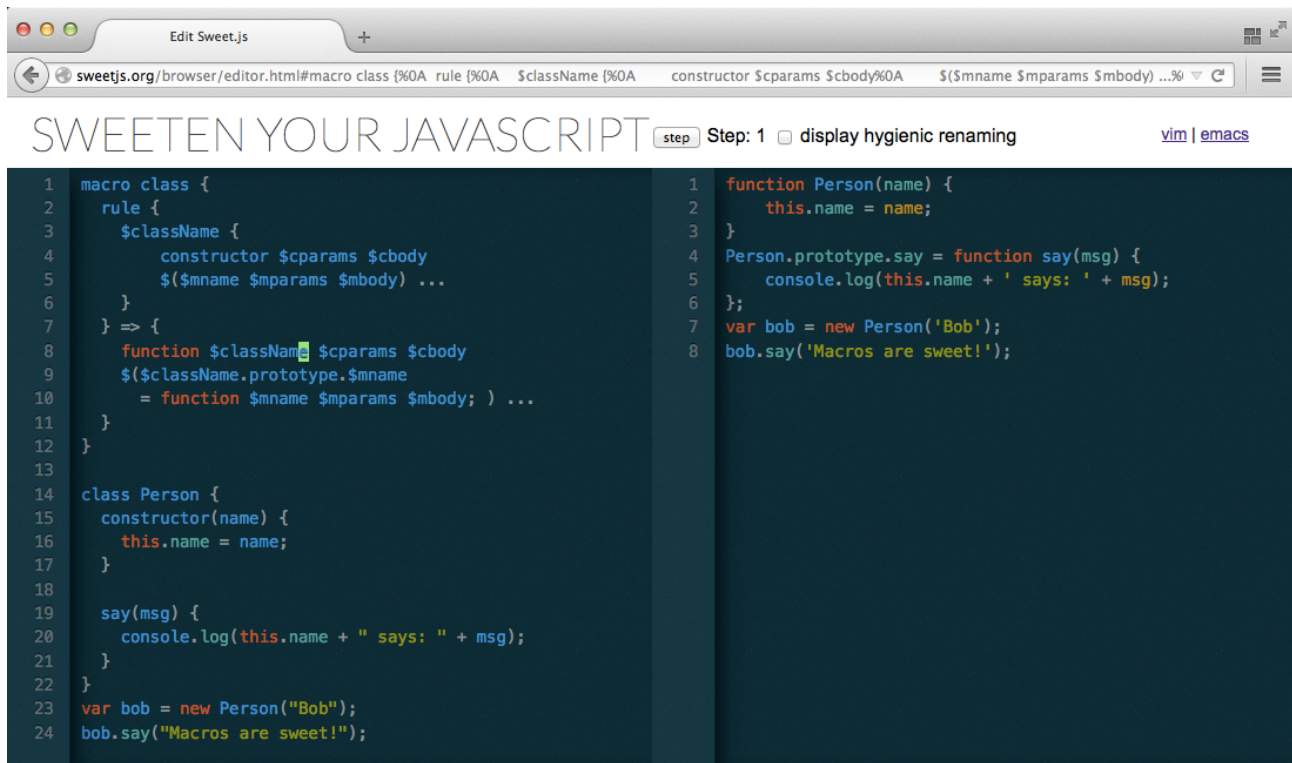 Edit Sweet.js
sweetjs.org/browser/editor.html#macro class {%0A  rule {%0A    $className {%0A        constructor $cparams $cbody%0A        $($mname $mparams $mbody) ...%(
SWEETEN YOUR JAVASCRIPT step Step: 1 display hygienic renaming vim | emacs
1 macro class {
2   rule {
3     $className {
4         constructor $cparams $cbody
5         $($mname $mparams $mbody) ...
6     }
7   } => {
8     function $className $cparams $cbody
9     $($className.prototype.$mname
10       = function $mname $mparams $mbody; ) ...
11   }
12 }
13
14 class Person {
15   constructor(name) {
16     this.name = name;
17   }
18
19   say(msg) {
20     console.log(this.name + " says: " + msg);
21   }
22 }
23 var bob = new Person("Bob");
24 bob.say("Macros are sweet!");
1 function Person(name) {
2     this.name = name;
3 }
4 Person.prototype.say = function say(msg) {
5     console.log(this.name + ' says: ' + msg);
6 };
7 var bob = new Person('Bob');
8 bob.say('Macros are sweet!');